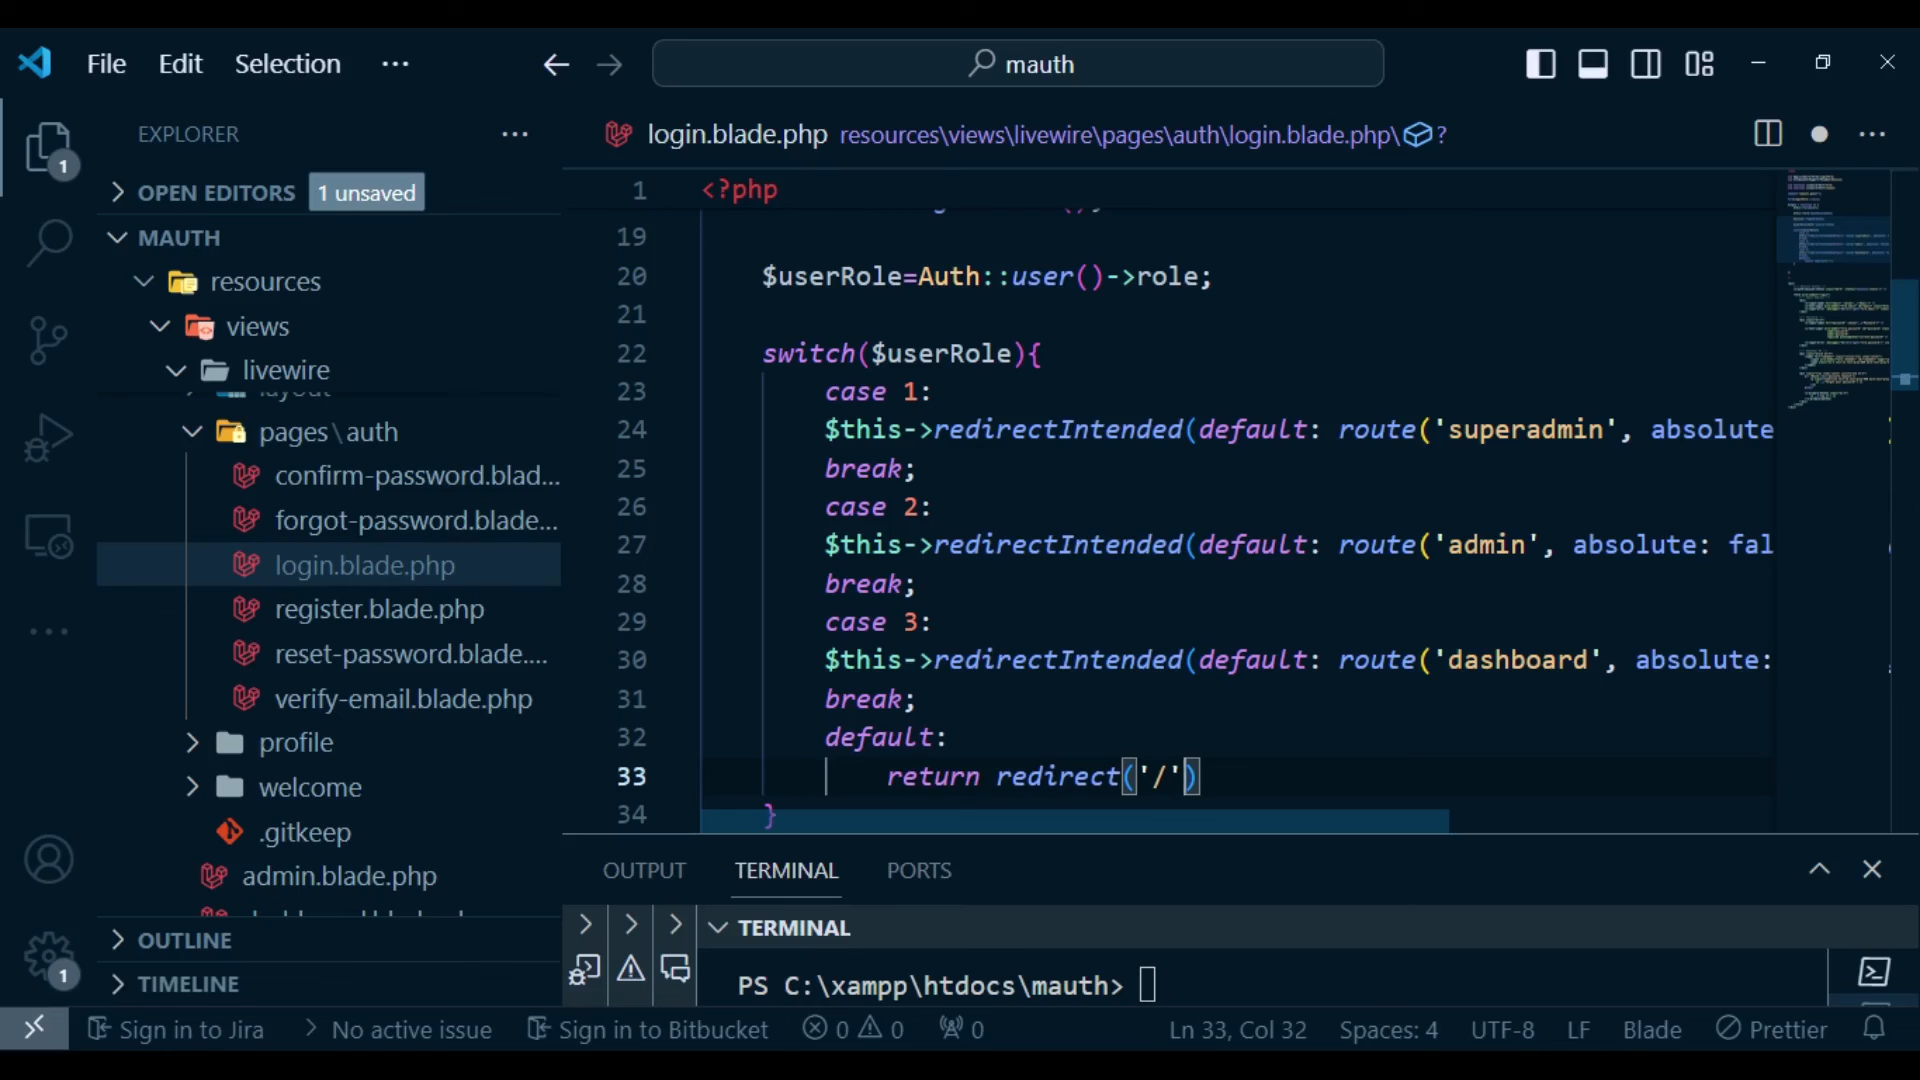 File Edit Selection ···
mauth
EXPLORER
OPEN EDITORS 1 unsaved
MAUTH
resources
views
livewire
pages\auth
confirm-password.blad...
forgot-password.blade...
login.blade.php
register.blade.php
reset-password.blade....
verify-email.blade.php
profile
welcome
.gitkeep
admin.blade.php
OUTLINE
TIMELINE
1
1
login.blade.php resources\views\livewire\pages\auth\login.blade.php\ ?
1 <?php
19
20 $userRole=Auth::user()->role;
21
22 switch($userRole){
23 case 1:
24 $this->redirectIntended(default: route('superadmin', absolute
25 break;
26 case 2:
27 $this->redirectIntended(default: route('admin', absolute: fal
28 break;
29 case 3:
30 $this->redirectIntended(default: route('dashboard', absolute:
31 break;
32 default:
33 return redirect('/')
34 }
OUTPUT TERMINAL PORTS
TERMINAL
PS C:\xampp\htdocs\mauth>
Sign in to Jira No active issue Sign in to Bitbucket 0 0 0 Ln 33, Col 32 Spaces: 4 UTF-8 LF Blade Prettier